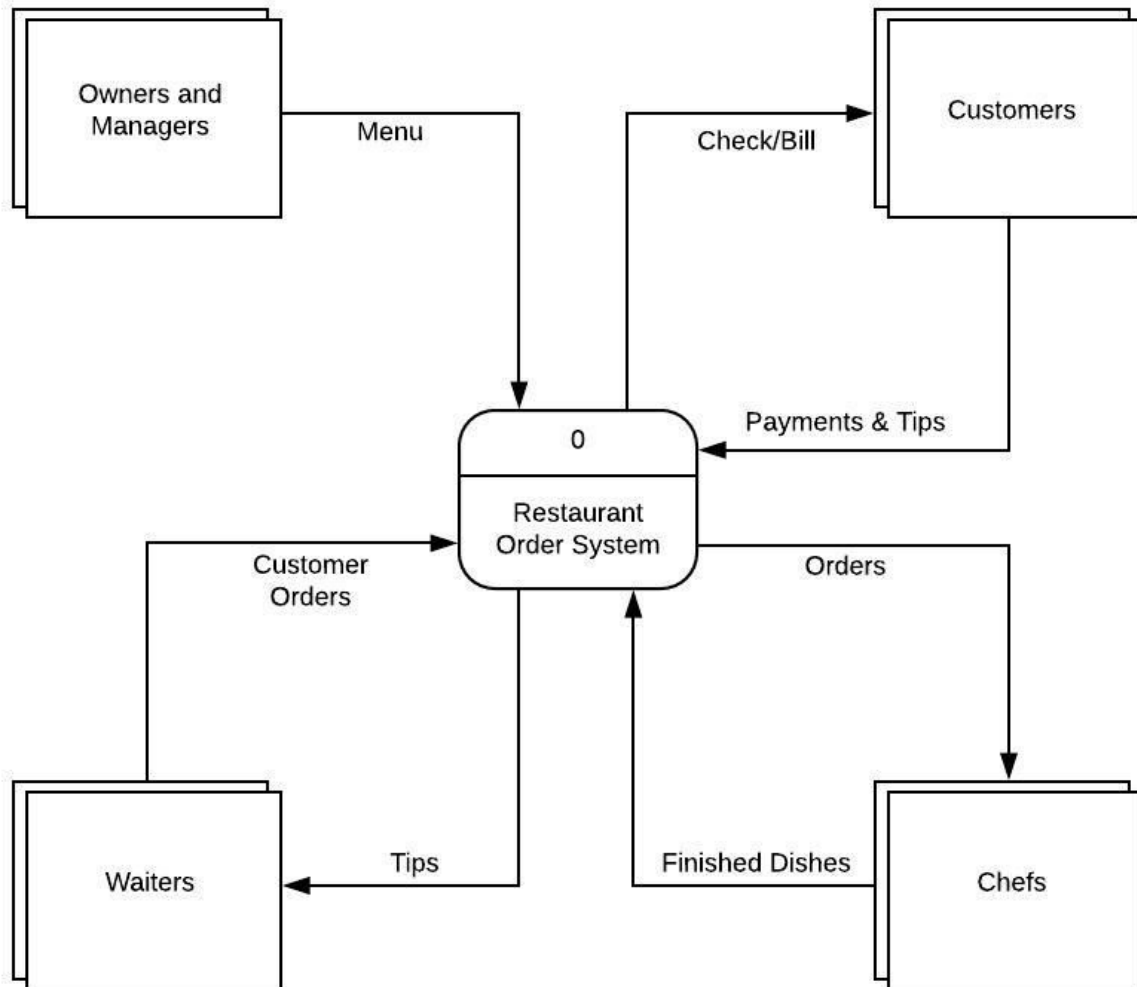 Owners and
Managers
Menu
Check/Bill
Customers
Payments & Tips
0
Restaurant
Order System
Customer
Orders
Orders
Waiters
Tips
Finished Dishes
Chefs